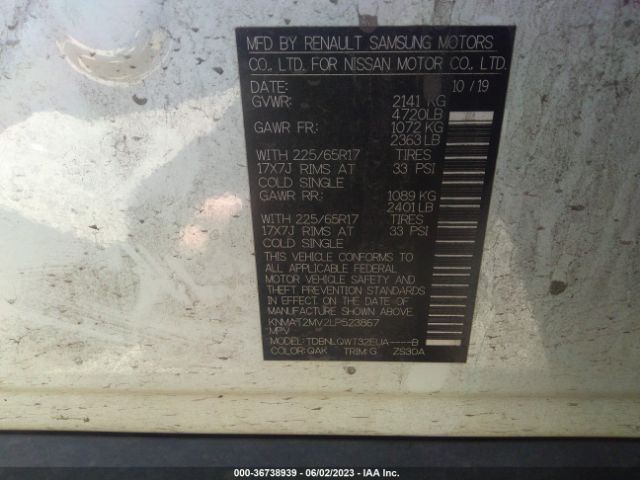 MFD BY RENAULT SAMSUNG MOTORS
CO., LTD. FOR NISSAN MOTOR CO., LTD.
DATE: 10 / 19
GVWR: 2141 KG
4720LB
GAWR FR: 1072 KG
2363 LB
WITH 225/65R17 TIRES
17X7J RIMS AT 33 PSI
COLD SINGLE
GAWR RR: 1089 KG
2401 LB
WITH 225/65R17 TIRES
17X7J RIMS AT 33 PSI
COLD SINGLE
THIS VEHICLE CONFORMS TO
ALL APPLICABLE FEDERAL
MOTOR VEHICLE SAFETY AND
THEFT PREVENTION STANDARDS
IN EFFECT ON THE DATE OF
MANUFACTURE SHOWN ABOVE.
KNMAT2MV2LP523867
MPV
MODEL: TDBNLQWT32EUA-----B
COLOR: QAK TRIM: G ZS3DA
000-36738939 - 06/02/2023 - IAA Inc.